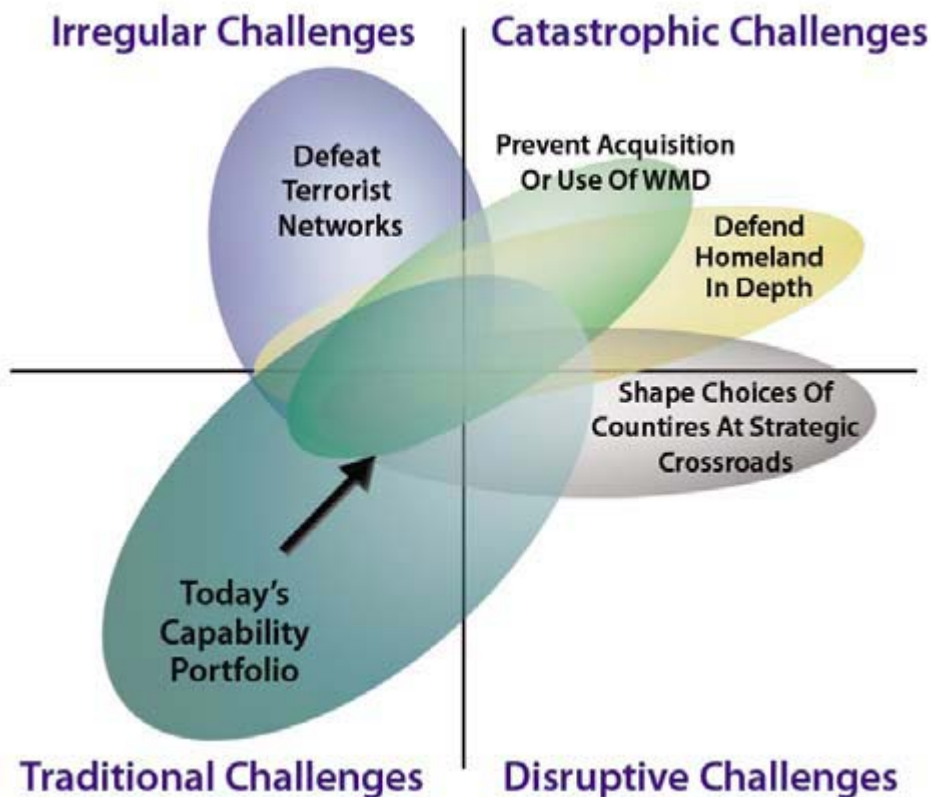 Irregular Challenges
Catastrophic Challenges
Defeat
Terrorist
Networks
Prevent Acquisition
Or Use Of WMD
Defend
Homeland
In Depth
Shape Choices Of
Countires At Strategic
Crossroads
Today's
Capability
Portfolio
Traditional Challenges
Disruptive Challenges